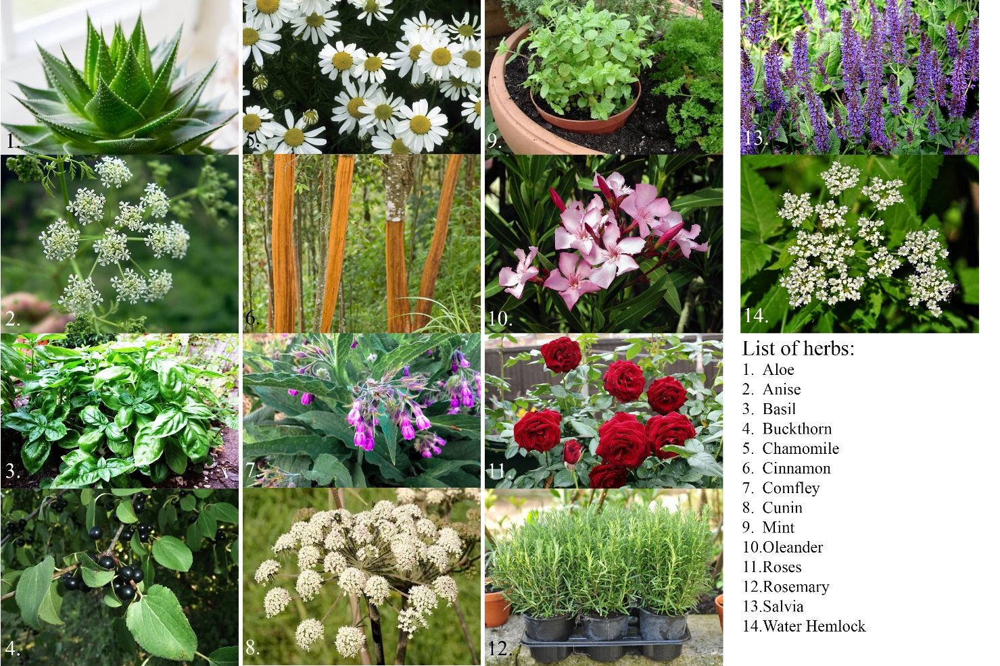 1.
2.
3.
4.
5.
6.
7.
8.
9.
10.
11.
12.
13.
14.
List of herbs:
1. Aloe
2. Anise
3. Basil
4. Buckthorn
5. Chamomile
6. Cinnamon
7. Comfley
8. Cunin
9. Mint
10.Oleander
11.Roses
12.Rosemary
13.Salvia
14.Water Hemlock